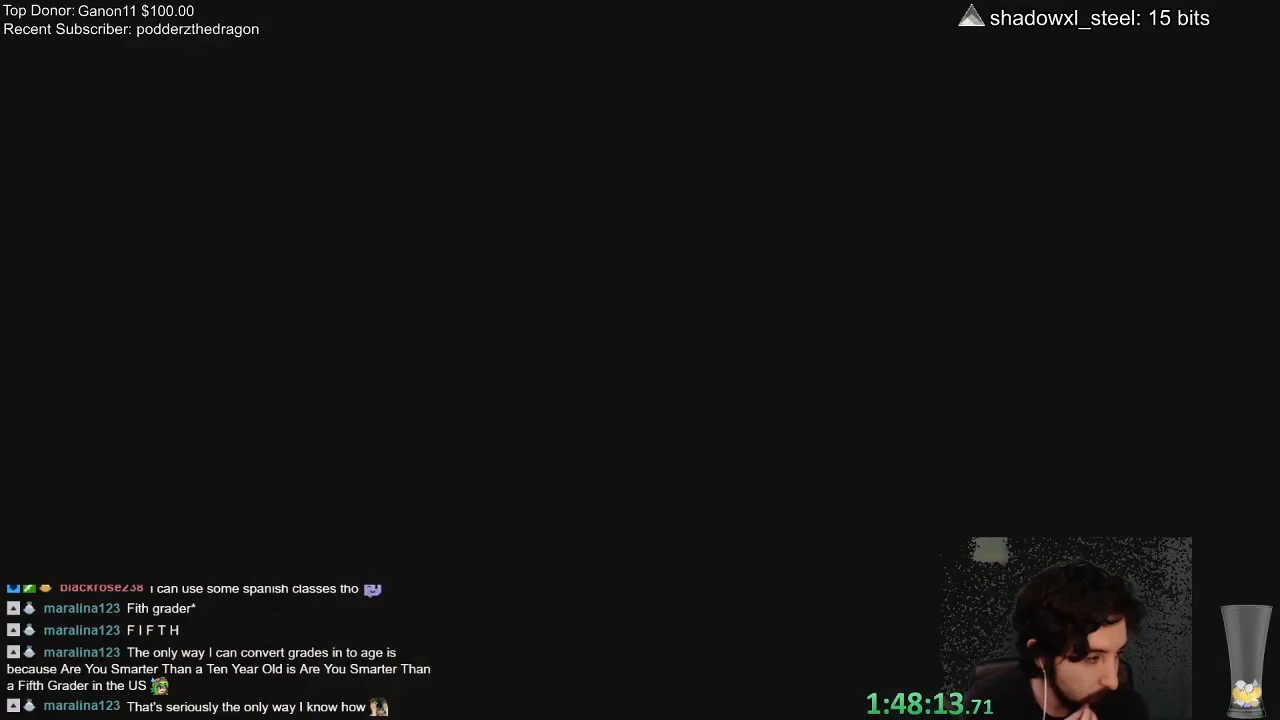 Top Donor: Ganon11 $100.00
Recent Subscriber: podderzthedragon
shadowxl_steel: 15 bits
blackrose238 i can use some spanish classes tho
maralina123 Fith grader*
maralina123 F I F T H
maralina123 The only way I can convert grades in to age is
because Are You Smarter Than a Ten Year Old is Are You Smarter Than
a Fifth Grader in the US
maralina123 That's seriously the only way I know how
1:48:13.71